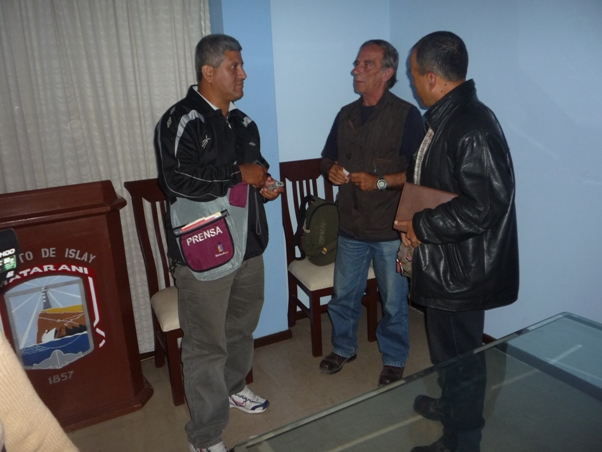 TO DE ISLAY
MATARANI
1857
PRENSA